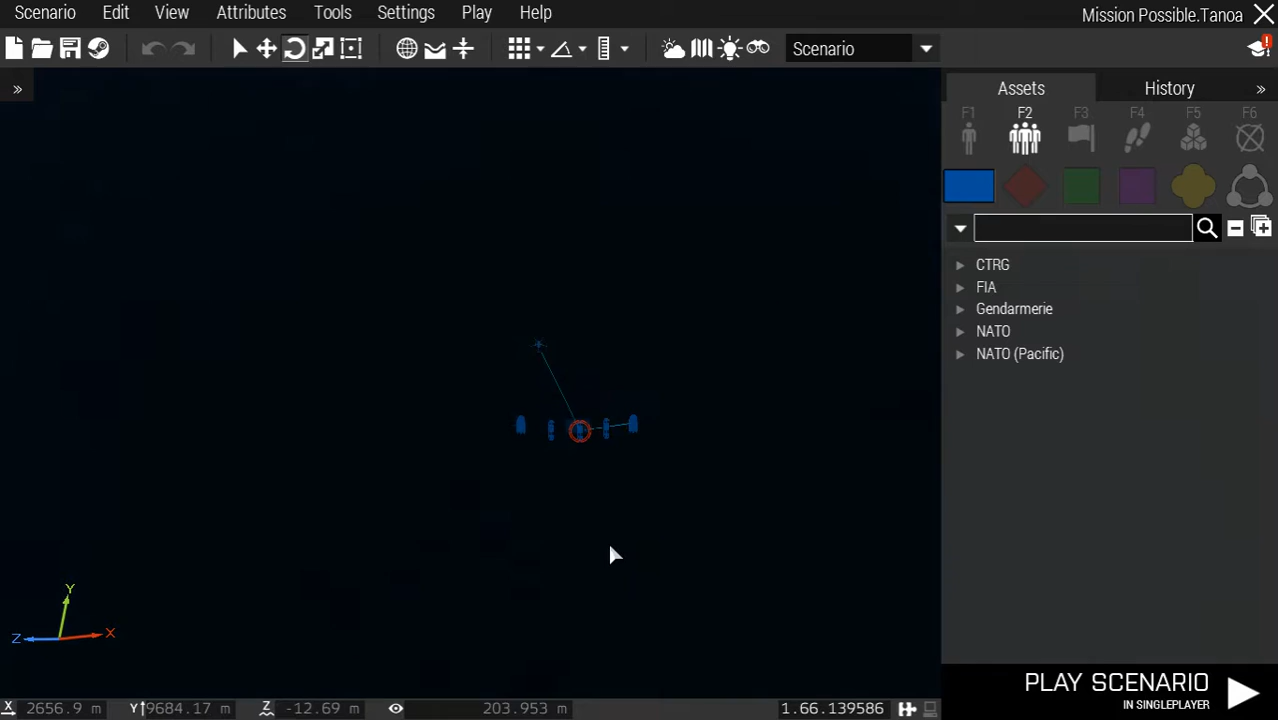 Scenario Edit View Attributes Tools Settings Play Help Mission Possible.Tanoa
Scenario
» Assets History »
F1 F2 F3 F4 F5 F6
CTRG
FIA
Gendarmerie
NATO
NATO (Pacific)
Y
Z X
PLAY SCENARIO
IN SINGLEPLAYER
X 2656.9 m Y 9684.17 m Z -12.69 m 203.953 m 1.66.139586